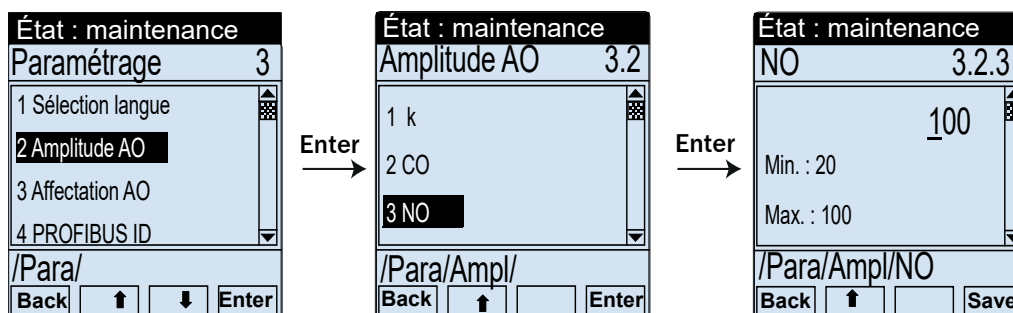 État : maintenance
Paramétrage 3
1 Sélection langue
2 Amplitude AO
3 Affectation AO
4 PROFIBUS ID
/Para/
Back Enter
Enter
État : maintenance
Amplitude AO 3.2
1 k
2 CO
3 NO
/Para/Ampl/
Back Enter
Enter
État : maintenance
NO 3.2.3
100
Min. : 20
Max. : 100
/Para/Ampl/NO
Back Save